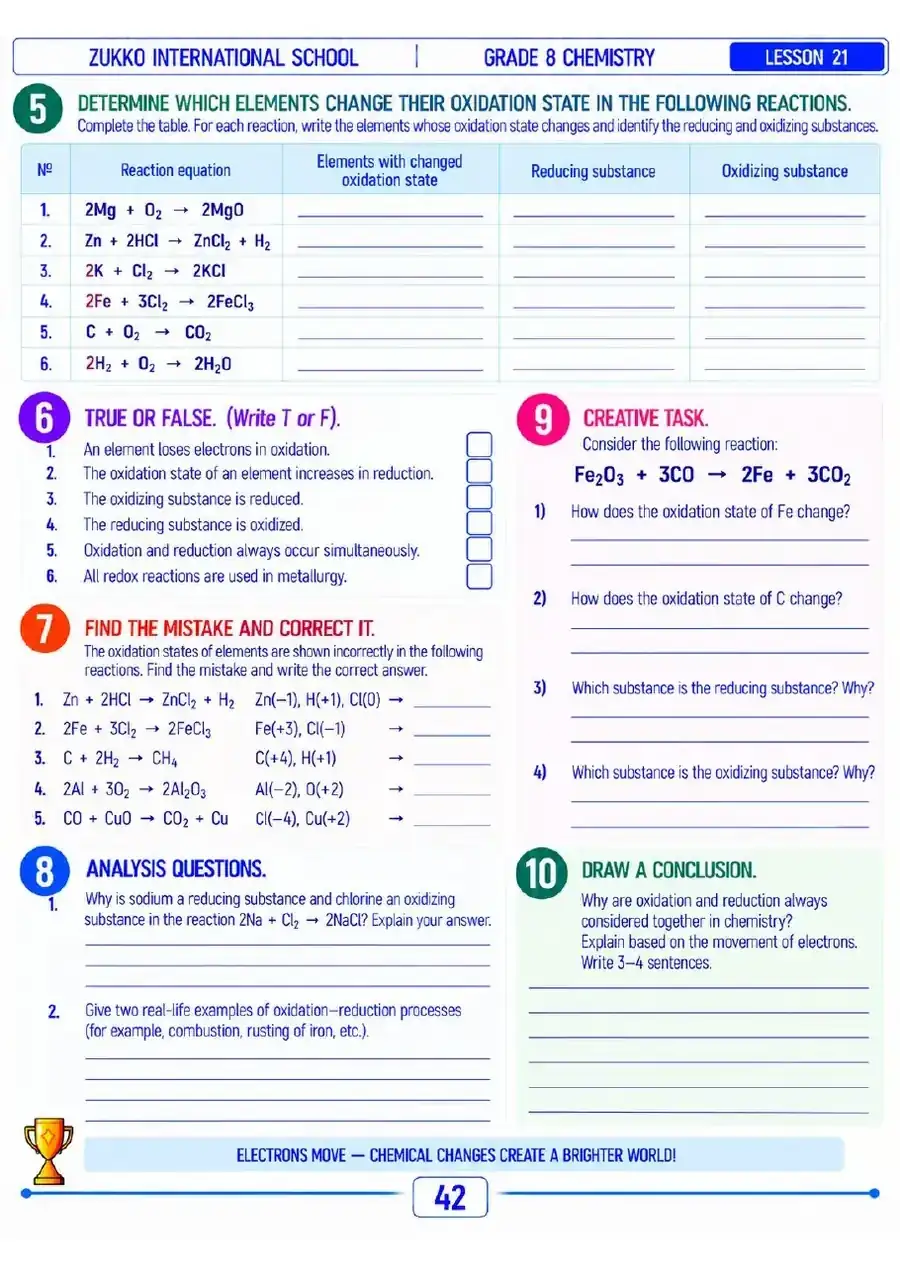 ZUKKO INTERNATIONAL SCHOOL | GRADE 8 CHEMISTRY LESSON 21
5 DETERMINE WHICH ELEMENTS CHANGE THEIR OXIDATION STATE IN THE FOLLOWING REACTIONS.
Complete the table. For each reaction, write the elements whose oxidation state changes and identify the reducing and oxidizing substances.
№ Reaction equation Elements with changed oxidation state Reducing substance Oxidizing substance
1. 2Mg + O₂ → 2MgO
2. Zn + 2HCl → ZnCl₂ + H₂
3. 2K + Cl₂ → 2KCl
4. 2Fe + 3Cl₂ → 2FeCl₃
5. C + O₂ → CO₂
6. 2H₂ + O₂ → 2H₂O
6 TRUE OR FALSE. (Write T or F).
1. An element loses electrons in oxidation.
2. The oxidation state of an element increases in reduction.
3. The oxidizing substance is reduced.
4. The reducing substance is oxidized.
5. Oxidation and reduction always occur simultaneously.
6. All redox reactions are used in metallurgy.
7 FIND THE MISTAKE AND CORRECT IT.
The oxidation states of elements are shown incorrectly in the following
reactions. Find the mistake and write the correct answer.
1. Zn + 2HCl → ZnCl₂ + H₂ Zn(−1), H(+1), Cl(0) →
2. 2Fe + 3Cl₂ → 2FeCl₃ Fe(+3), Cl(−1) →
3. C + 2H₂ → CH₄ C(+4), H(+1) →
4. 2Al + 3O₂ → 2Al₂O₃ Al(−2), O(+2) →
5. CO + CuO → CO₂ + Cu Cl(−4), Cu(+2) →
8 ANALYSIS QUESTIONS.
1. Why is sodium a reducing substance and chlorine an oxidizing
substance in the reaction 2Na + Cl₂ → 2NaCl? Explain your answer.
2. Give two real-life examples of oxidation–reduction processes
(for example, combustion, rusting of iron, etc.).
9 CREATIVE TASK.
Consider the following reaction:
Fe₂O₃ + 3CO → 2Fe + 3CO₂
1) How does the oxidation state of Fe change?
2) How does the oxidation state of C change?
3) Which substance is the reducing substance? Why?
4) Which substance is the oxidizing substance? Why?
10 DRAW A CONCLUSION.
Why are oxidation and reduction always
considered together in chemistry?
Explain based on the movement of electrons.
Write 3–4 sentences.
ELECTRONS MOVE — CHEMICAL CHANGES CREATE A BRIGHTER WORLD!
42